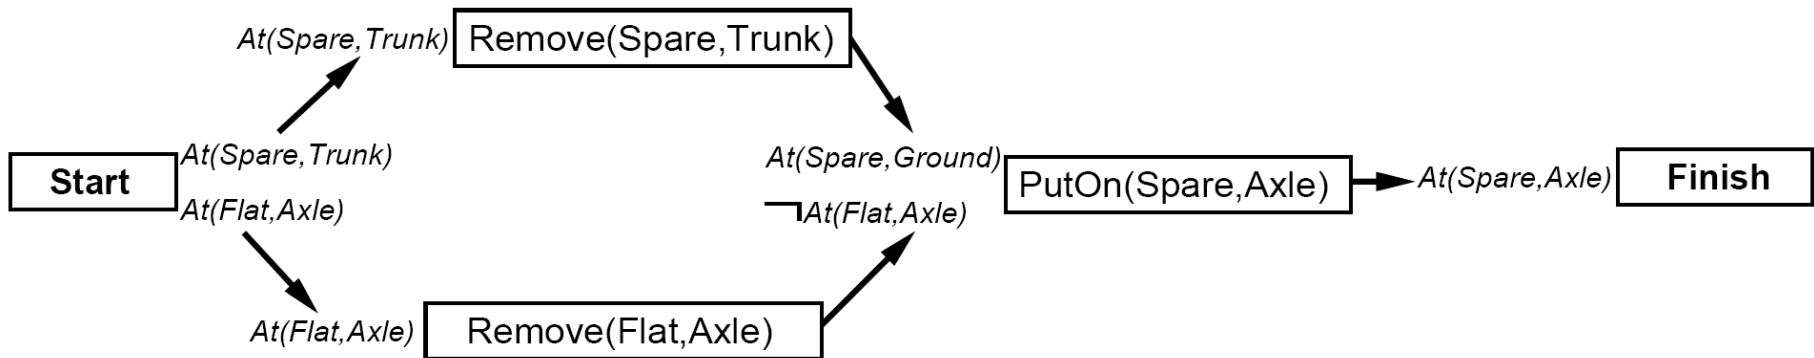 At(Spare,Trunk) Remove(Spare,Trunk)
Start
At(Spare,Trunk)
At(Flat,Axle)
At(Flat,Axle) Remove(Flat,Axle)
At(Spare,Ground)
¬At(Flat,Axle)
PutOn(Spare,Axle)
At(Spare,Axle) Finish